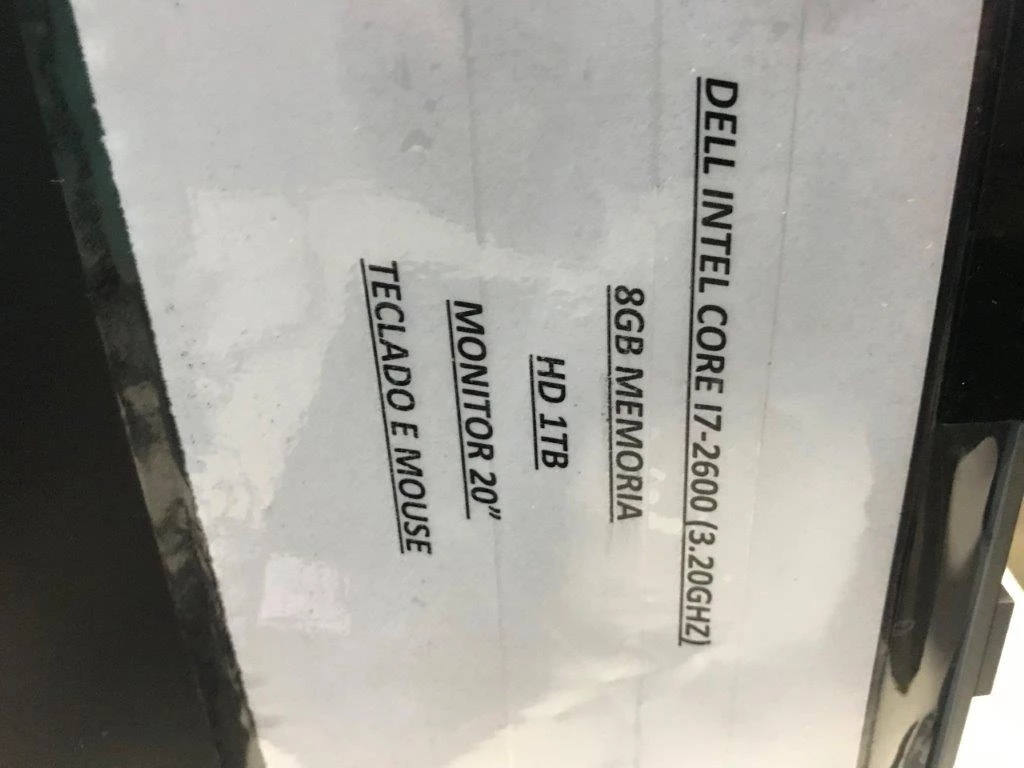 DELL INTEL CORE I7-2600 (3.20GHZ)
8GB MEMORIA
HD 1TB
MONITOR 20”
TECLADO E MOUSE